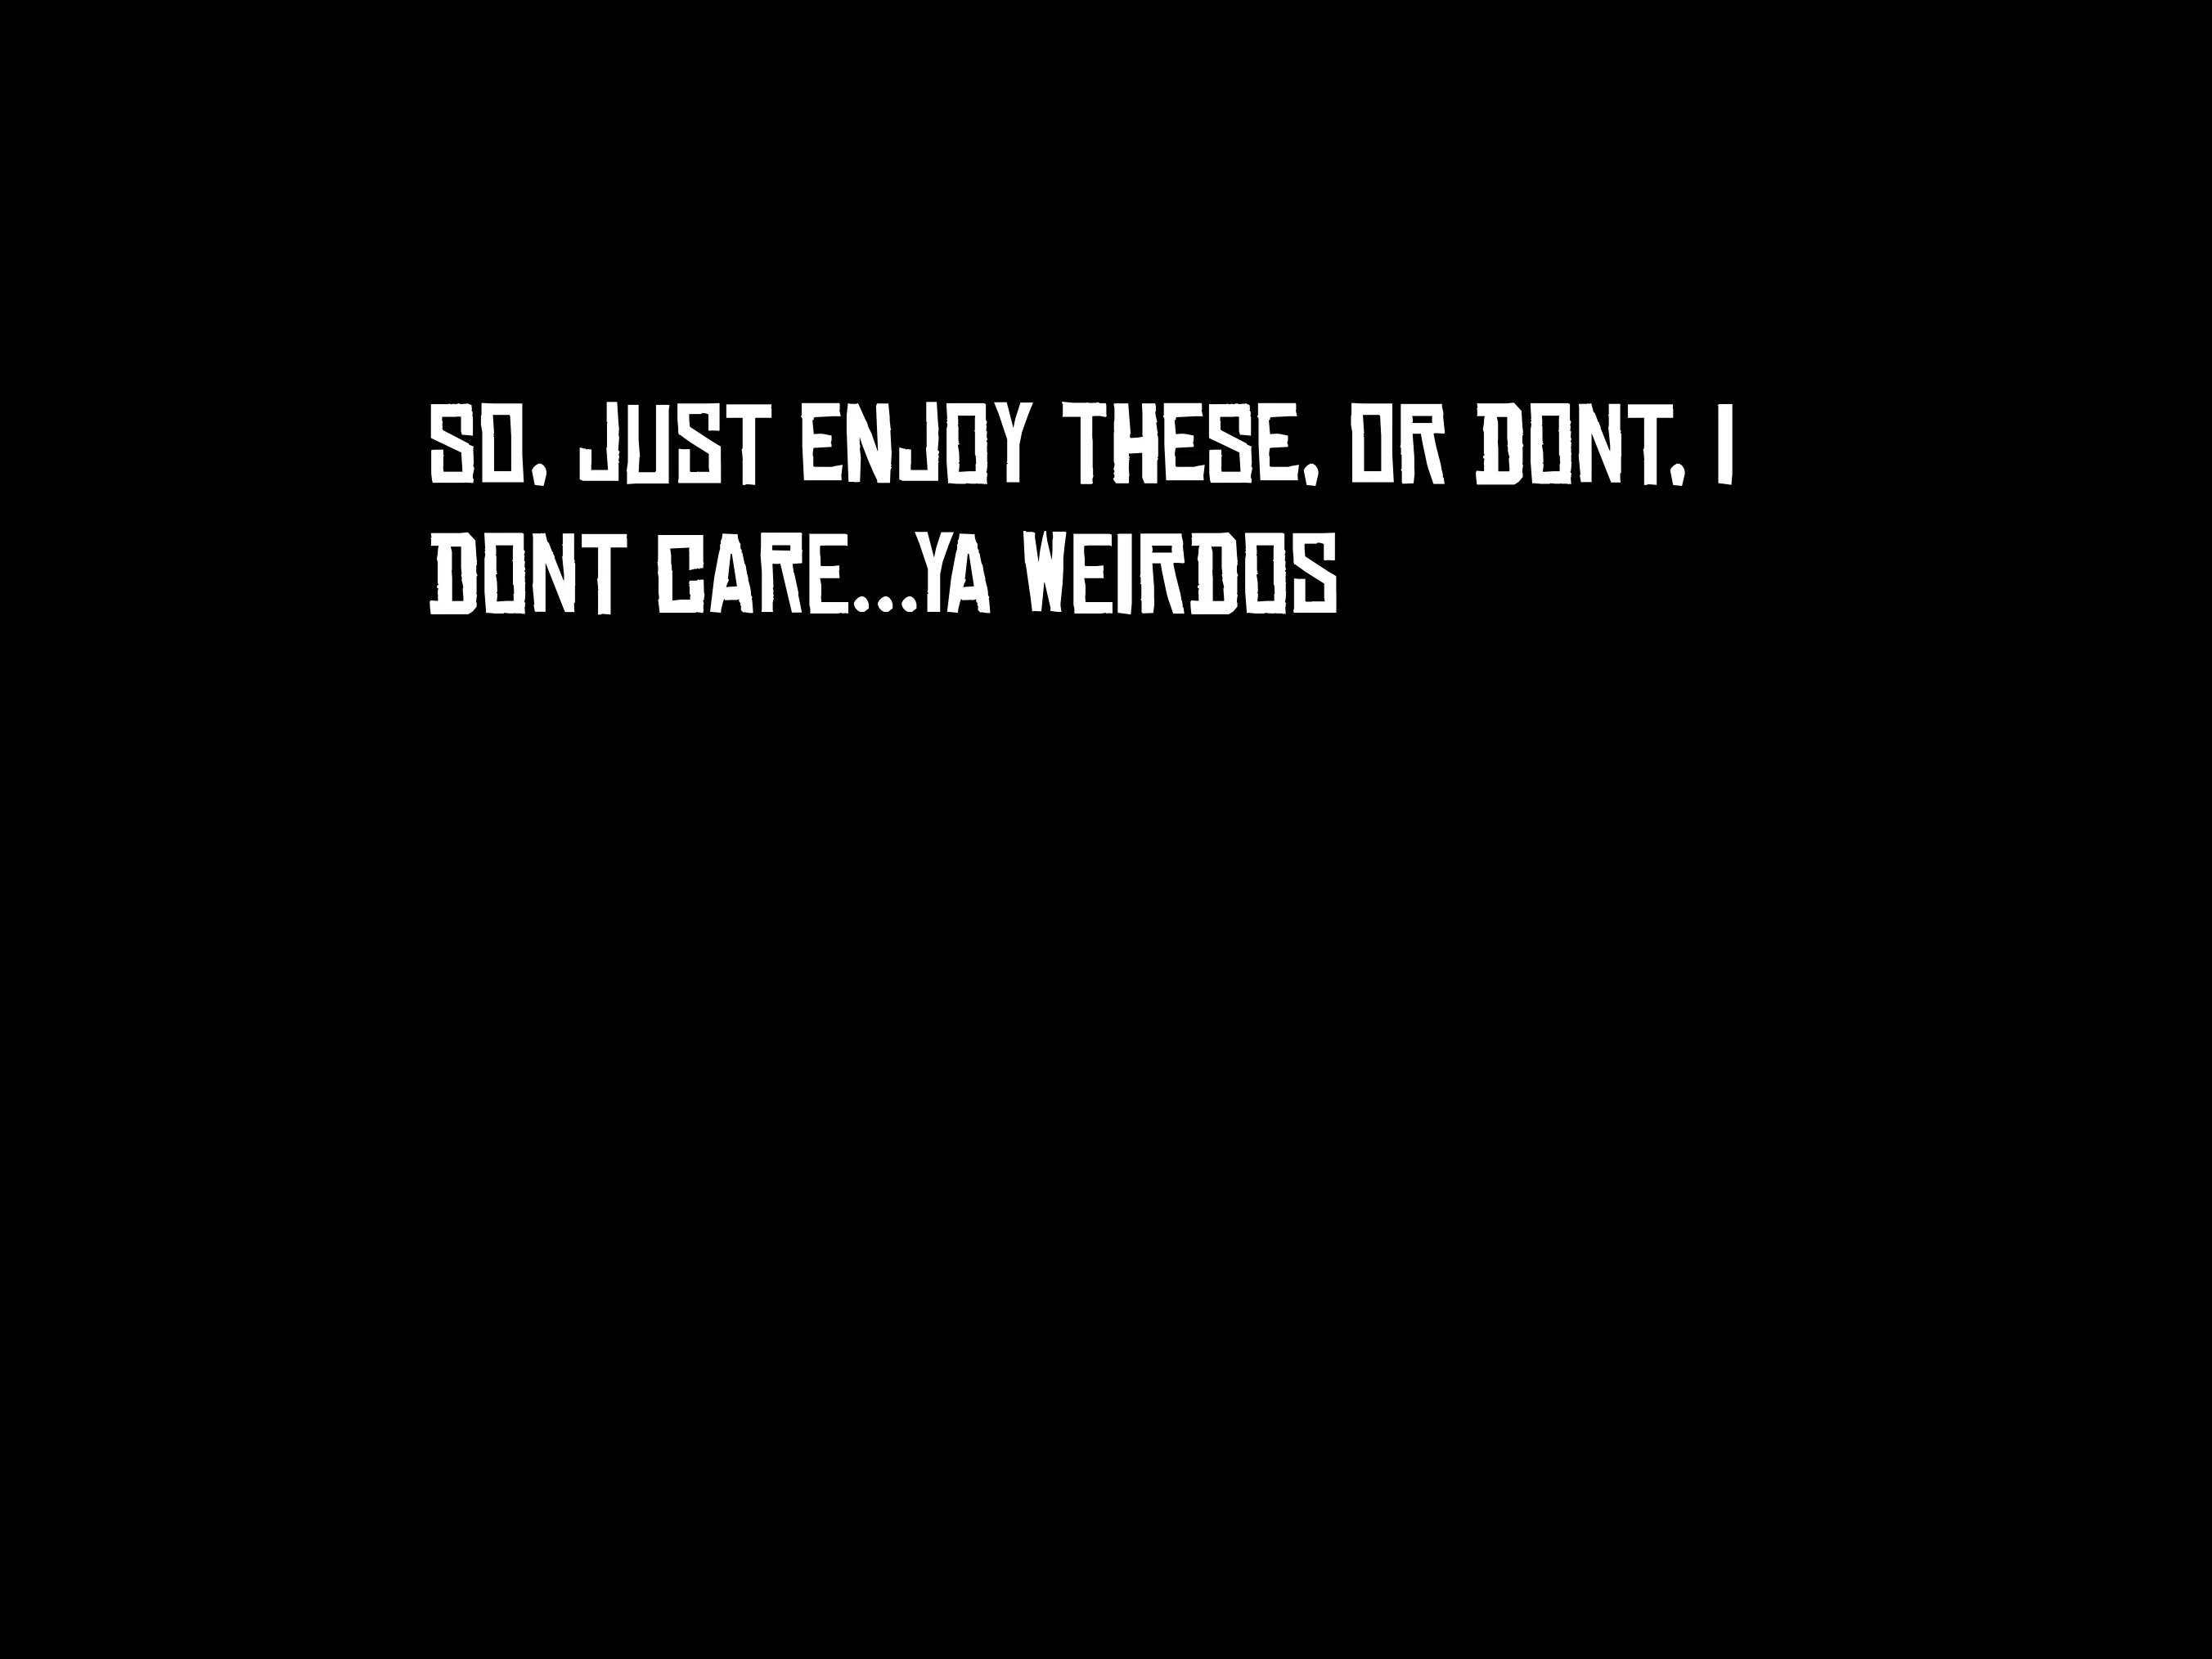 SO, JUST ENJOY THESE, OR DONT, I
DONT CARE...YA WEIRDOS